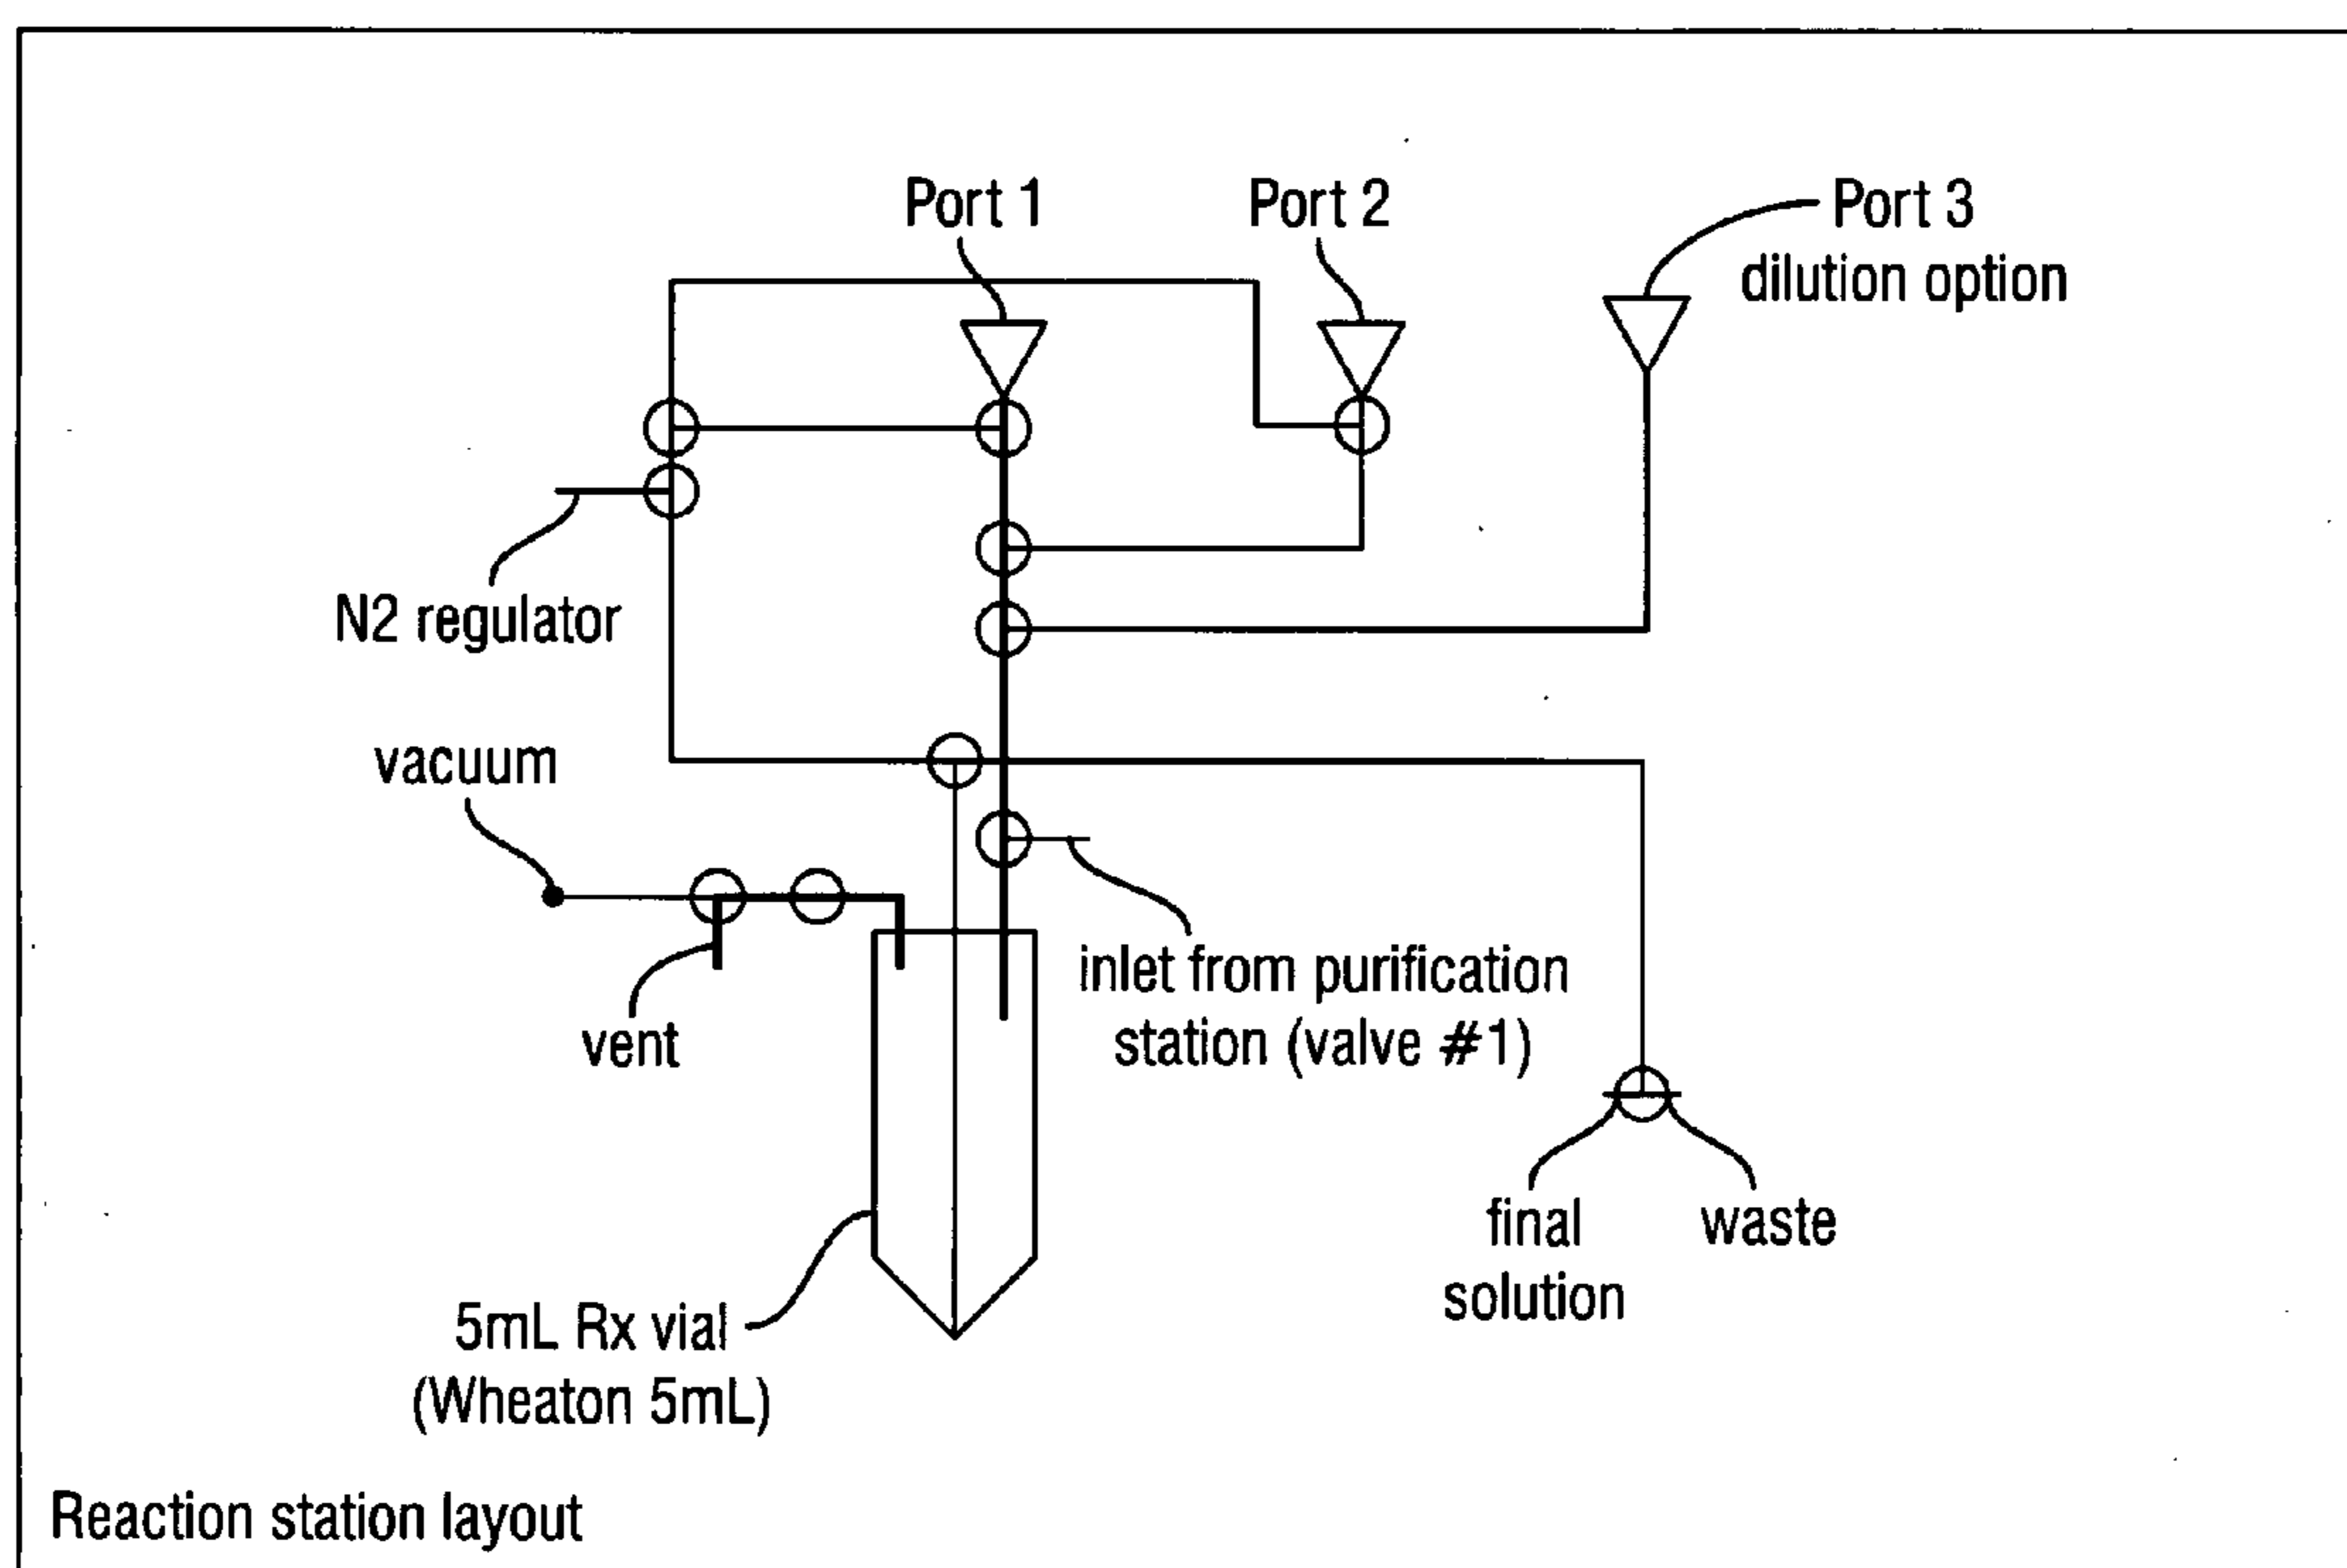 Port 1
Port 2
Port 3
dilution option
N2 regulator
vacuum
vent
inlet from purification
station (valve #1)
final
solution
waste
5mL Rx vial
(Wheaton 5mL)
Reaction station layout